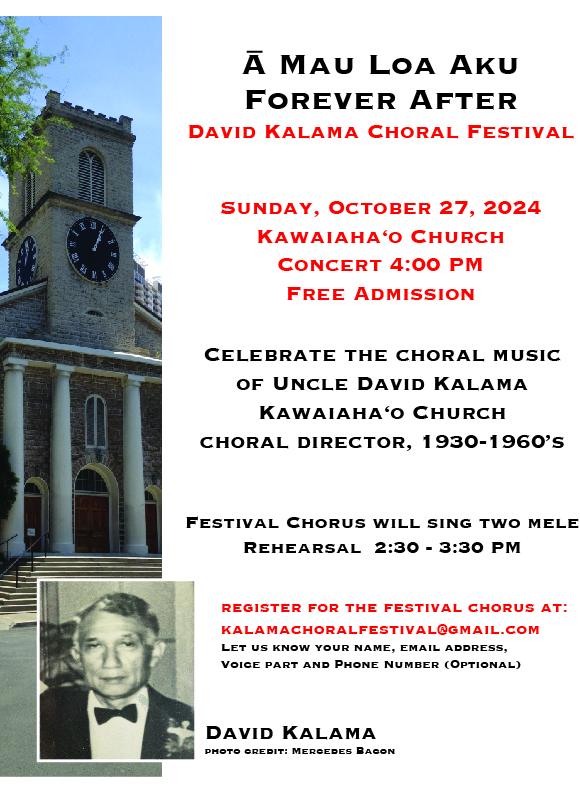 Ā Mau Loa Aku
Forever After
David Kalama Choral Festival
Sunday, October 27, 2024
Kawaiaha‘o Church
Concert 4:00 PM
Free Admission
Celebrate the choral music
of Uncle David Kalama
Kawaiaha‘o Church
choral director, 1930-1960’s
Festival Chorus will sing two mele
Rehearsal 2:30 - 3:30 PM
register for the festival chorus at:
kalamachoralfestival@gmail.com
Let us know your name, email address,
Voice part and Phone Number (Optional)
David Kalama
photo credit: Mercedes Bacon